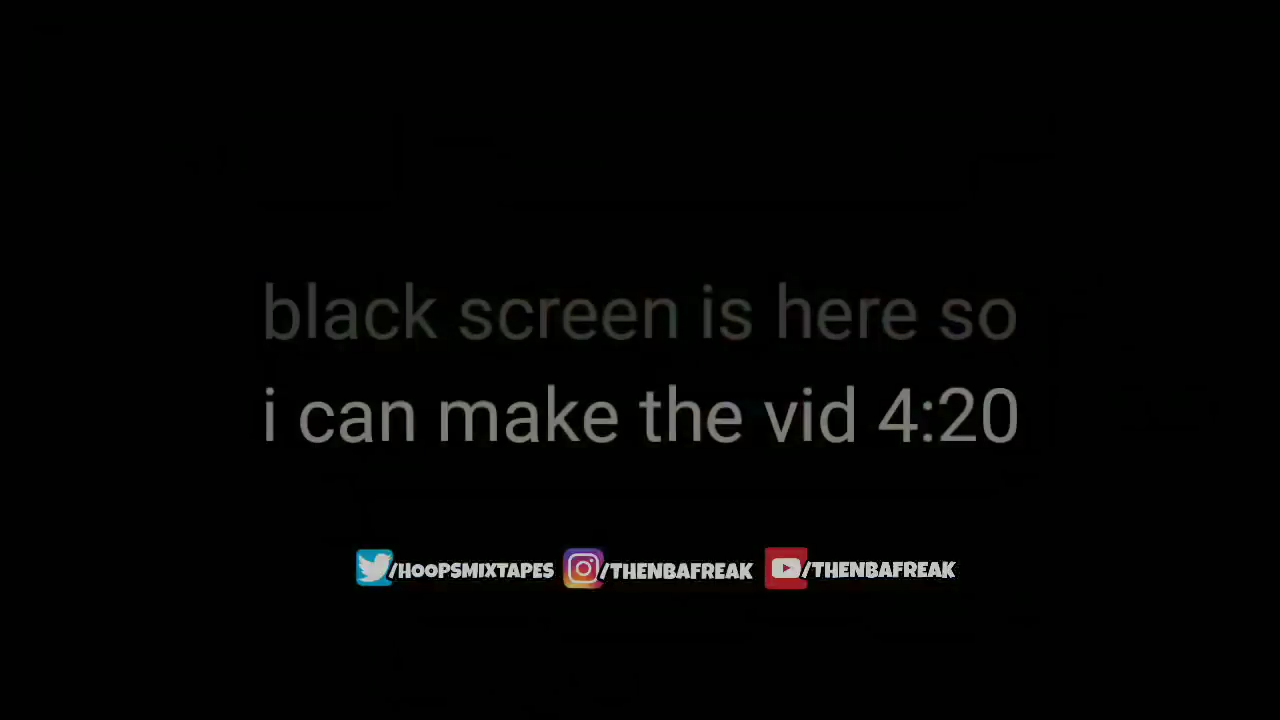 black screen is here so
i can make the vid 4:20
/HOOPSMIXTAPES /THENBAFREAK /THENBAFREAK